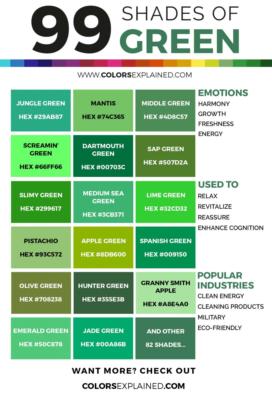 99 SHADES OF
GREEN
WWW.COLORSEXPLAINED.COM
JUNGLE GREEN
HEX #29AB87
MANTIS
HEX #74C365
MIDDLE GREEN
HEX #4D8C57
SCREAMIN'
GREEN
HEX #66FF66
DARTMOUTH
GREEN
HEX #00703C
SAP GREEN
HEX #507D2A
SLIMY GREEN
HEX #299617
MEDIUM SEA
GREEN
HEX #3CB371
LIME GREEN
HEX #32CD32
PISTACHIO
HEX #93C572
APPLE GREEN
HEX #8DB600
SPANISH GREEN
HEX #009150
OLIVE GREEN
HEX #708238
HUNTER GREEN
HEX #355E3B
GRANNY SMITH
APPLE
HEX #A8E4A0
EMERALD GREEN
HEX #50C878
JADE GREEN
HEX #00A86B
AND OTHER
82 SHADES...
EMOTIONS
HARMONY
GROWTH
FRESHNESS
ENERGY
USED TO
RELAX
REVITALIZE
REASSURE
ENHANCE COGNITION
POPULAR
INDUSTRIES
CLEAN ENERGY
CLEANING PRODUCTS
MILITARY
ECO-FRIENDLY
WANT MORE? CHECK OUT
COLORSEXPLAINED.COM